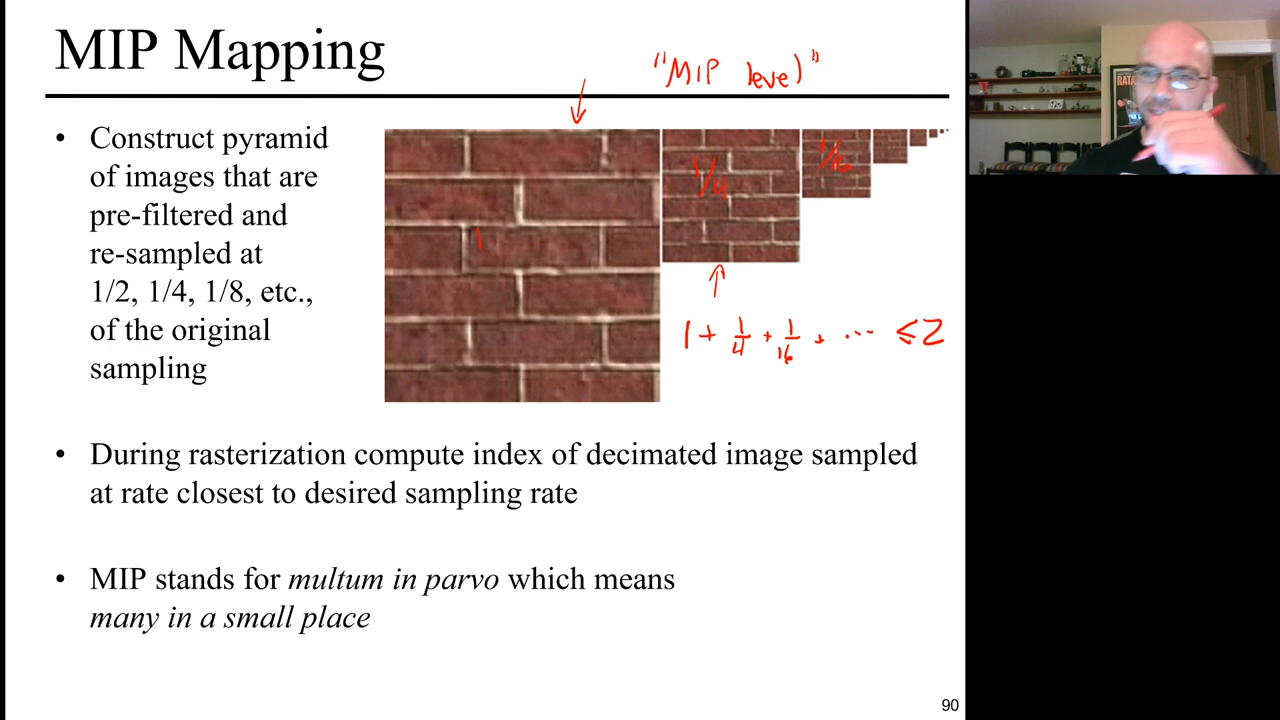 MIP Mapping
"MIP level"
• Construct pyramid
of images that are
pre-filtered and
re-sampled at
1/2, 1/4, 1/8, etc.,
of the original
sampling
1
1/4
1/16
1 + 1/4 + 1/16 + ... ≤2
• During rasterization compute index of decimated image sampled
at rate closest to desired sampling rate
• MIP stands for multum in parvo which means
many in a small place
90
RATA